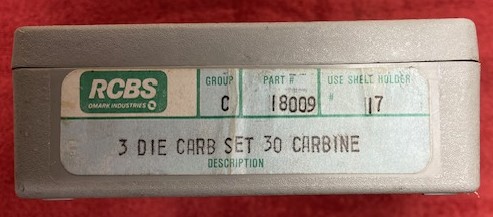 RCBS
OMARK INDUSTRIES
GROUP PART # USE SHELL HOLDER
C 18009 # 17
3 DIE CARB SET 30 CARBINE
DESCRIPTION